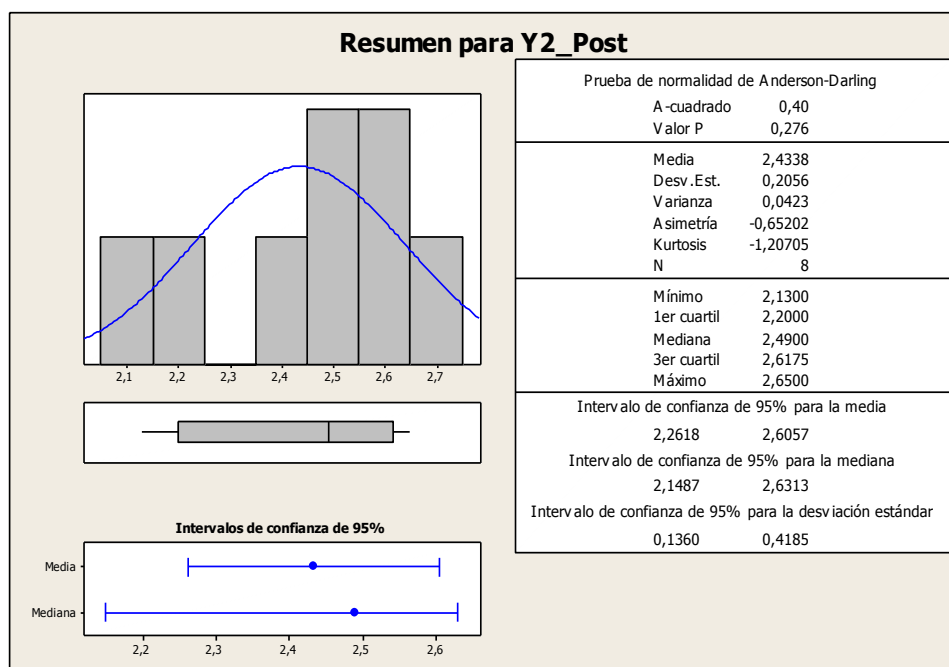 Resumen para Y2_Post
2,1 2,2 2,3 2,4 2,5 2,6 2,7
Intervalos de confianza de 95%
Media
Mediana
2,2 2,3 2,4 2,5 2,6
Prueba de normalidad de Anderson-Darling
A-cuadrado 0,40
Valor P 0,276
Media 2,4338
Desv.Est. 0,2056
Varianza 0,0423
Asimetría -0,65202
Kurtosis -1,20705
N 8
Mínimo 2,1300
1er cuartil 2,2000
Mediana 2,4900
3er cuartil 2,6175
Máximo 2,6500
Intervalo de confianza de 95% para la media
2,2618 2,6057
Intervalo de confianza de 95% para la mediana
2,1487 2,6313
Intervalo de confianza de 95% para la desviación estándar
0,1360 0,4185